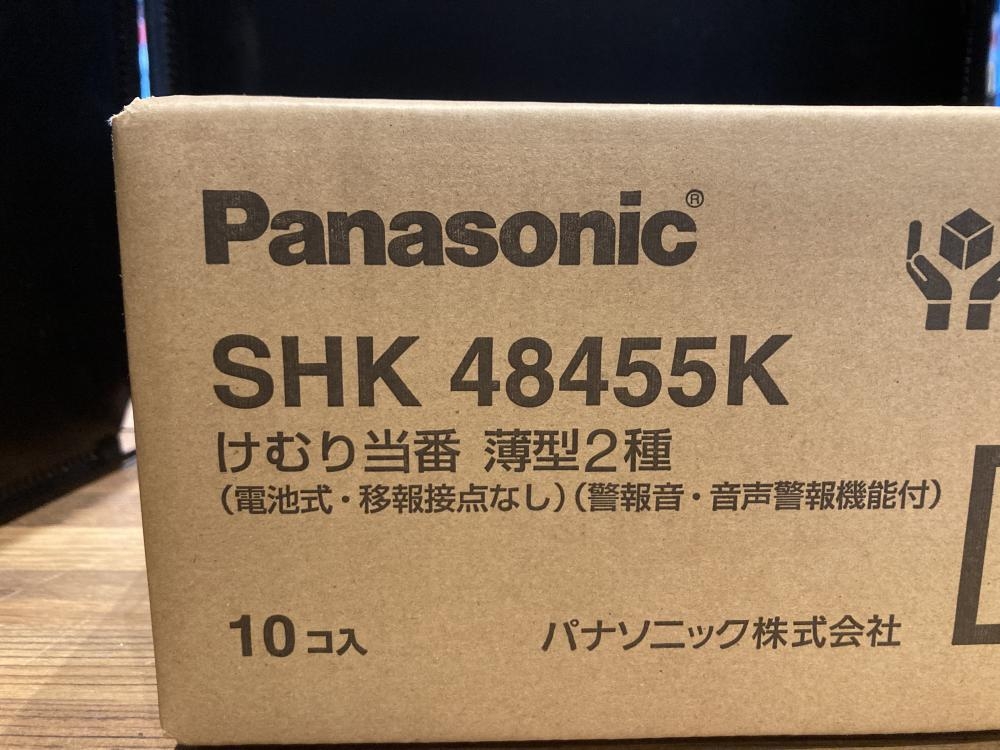 Panasonic®
SHK 48455K
けむり当番 薄型2種
(電池式・移報接点なし)(警報音・音声警報機能付)
10コ入
パナソニック株式会社